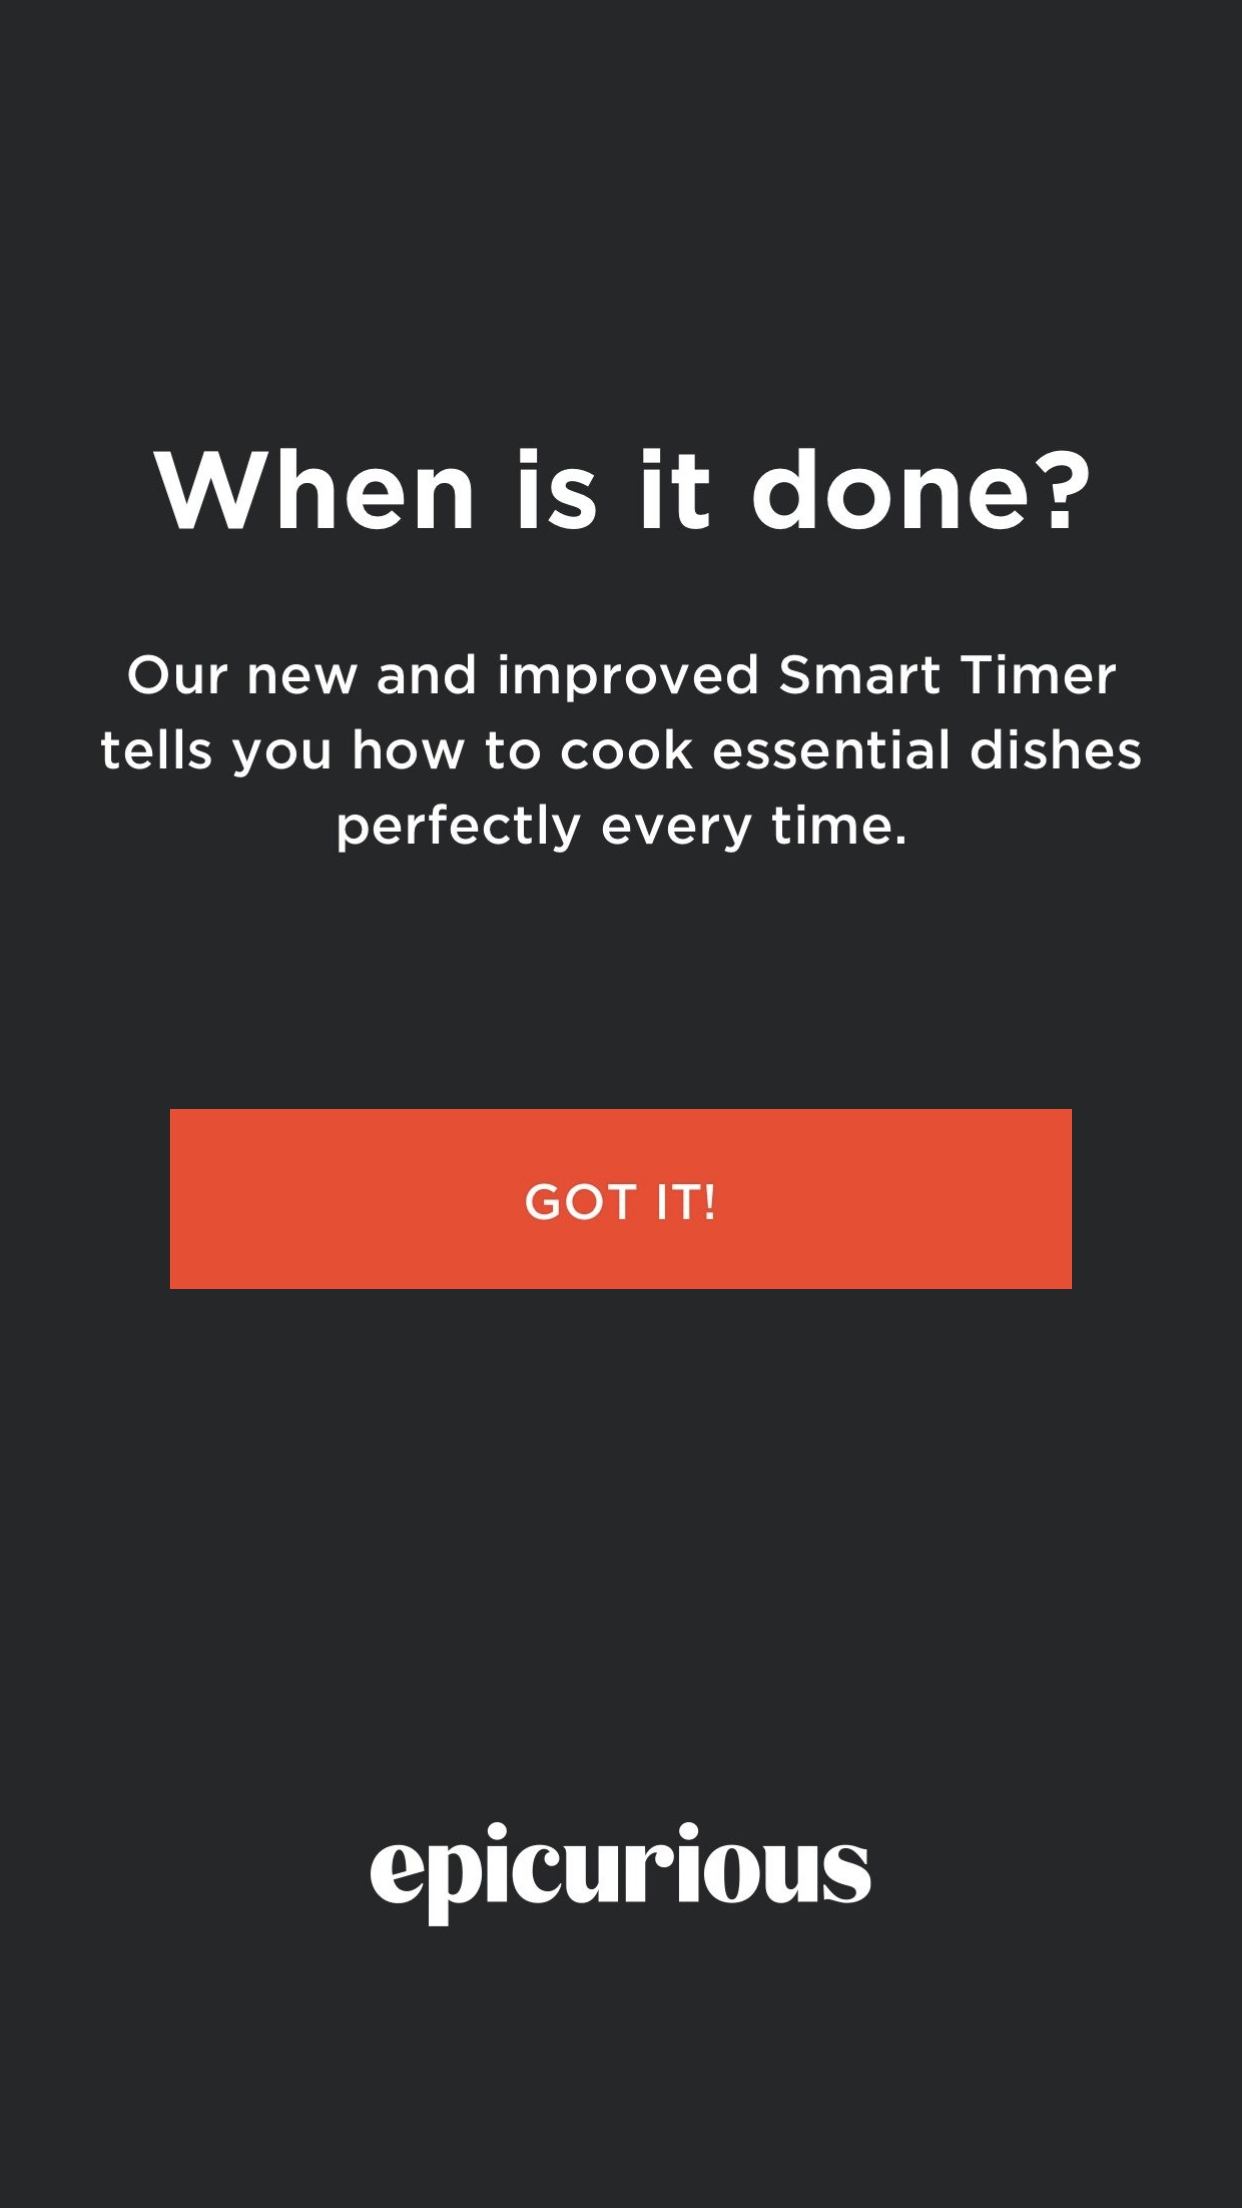 When is it done?
Our new and improved Smart Timer
tells you how to cook essential dishes
perfectly every time.
GOT IT!
epicurious